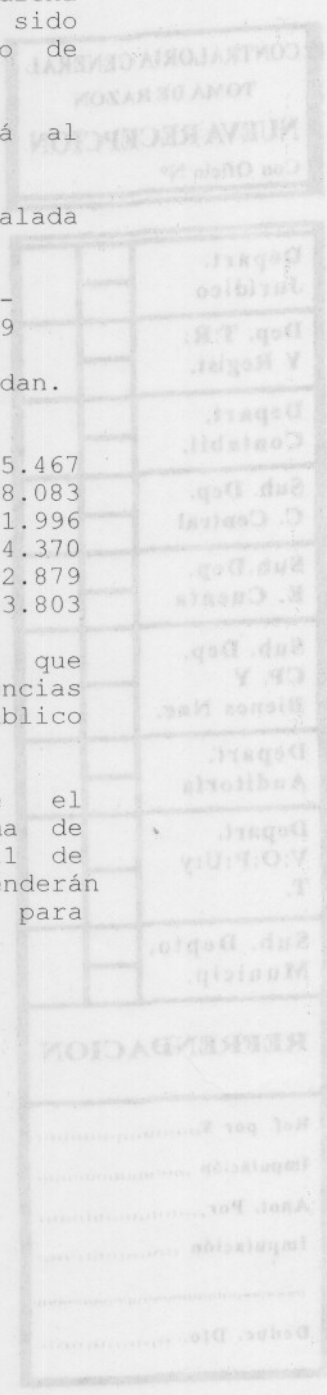 sido
de
á al
alada
-
9
dan.
5.467
8.083
1.996
4.370
2.879
3.803
que
ncias
blico
el
a de
l de
enderán
para
CONTRALORIA GENERAL
TOMA DE RAZON
NUEVA RECEPCION
Con Oficio Nº
Depart.
Jurídico
Dep. T.R.
Y Regist.
Depart.
Contabil.
Sub. Dep.
C. Central
Sub. Dep.
E. Cuenta
Sub. Dep.
CP. Y
Bienes Nac.
Depart.
Auditoría
Depart.
V:O:P:U:y
T.
Sub. Depto.
Municip.
REFRENDACION
Ref. por $
Imputación
Anot. Por.
Imputación
Deduc. Dto.